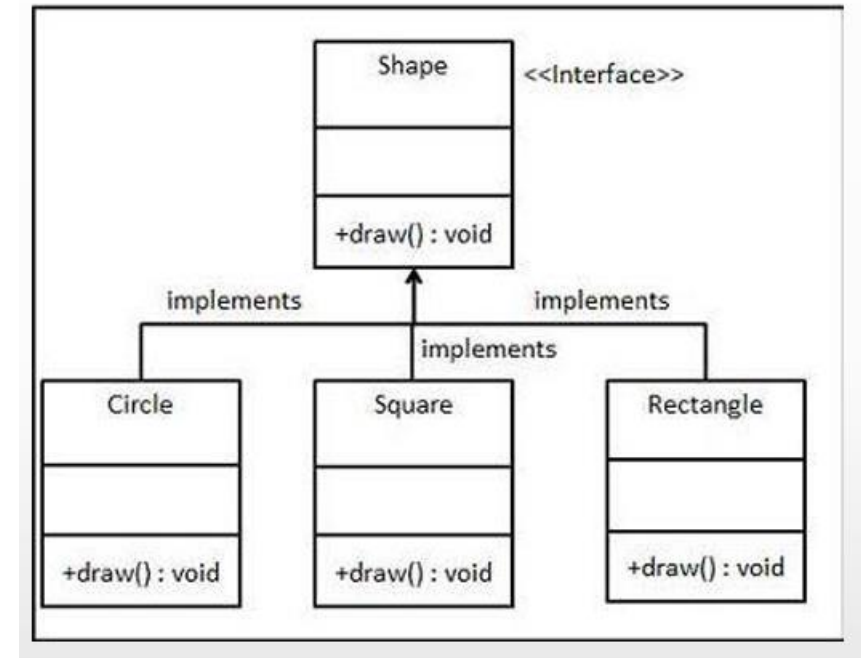 Shape
<<Interface>>
+draw() : void
implements
implements
implements
Circle
Square
Rectangle
+draw() : void
+draw() : void
+draw() : void